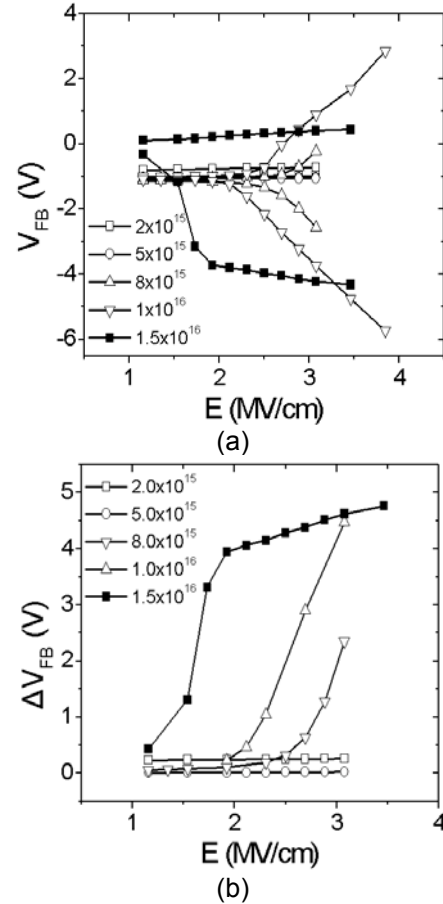 4
2
0
-2
-4
-6
V_FB (V)
2x10^15
5x10^15
8x10^15
1x10^16
1.5x10^16
1 2 3 4
E (MV/cm)
(a)
5
4
3
2
1
0
ΔV_FB (V)
2.0x10^15
5.0x10^15
8.0x10^15
1.0x10^16
1.5x10^16
1 2 3 4
E (MV/cm)
(b)